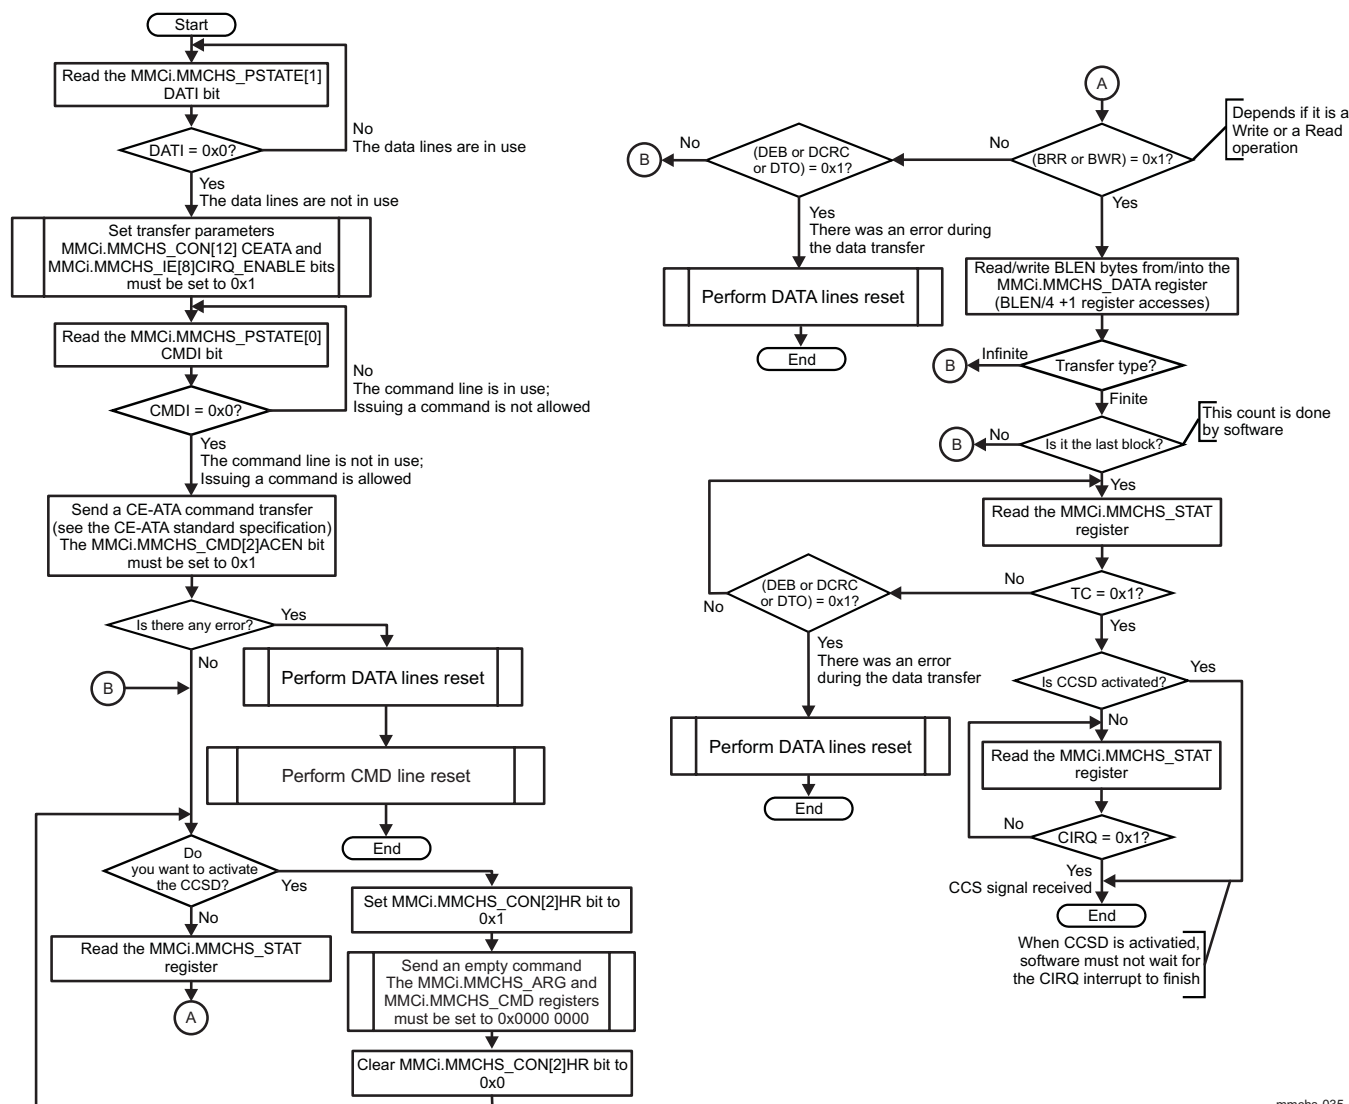 Start
Read the MMCi.MMCHS_PSTATE[1]
DATI bit
No
The data lines are in use
DATI = 0x0?
Yes
The data lines are not in use
Set transfer parameters
MMCi.MMCHS_CON[12] CEATA and
MMCi.MMCHS_IE[8]CIRQ_ENABLE bits
must be set to 0x1
Read the MMCi.MMCHS_PSTATE[0]
CMDI bit
No
The command line is in use;
Issuing a command is not allowed
CMDI = 0x0?
Yes
The command line is not in use;
Issuing a command is allowed
Send a CE-ATA command transfer
(see the CE-ATA standard specification)
The MMCi.MMCHS_CMD[2]ACEN bit
must be set to 0x1
Is there any error?
Yes
No
Perform DATA lines reset
B
Perform CMD line reset
End
Do
you want to activate
the CCSD?
Yes
No
Set MMCi.MMCHS_CON[2]HR bit to
0x1
Read the MMCi.MMCHS_STAT
register
Send an empty command
The MMCi.MMCHS_ARG and
MMCi.MMCHS_CMD registers
must be set to 0x0000 0000
A
Clear MMCi.MMCHS_CON[2]HR bit to
0x0
A
Depends if it is a
Write or a Read
operation
(BRR or BWR) = 0x1?
No
(DEB or DCRC
or DTO) = 0x1?
No
B
Yes
Yes
There was an error during
the data transfer
Perform DATA lines reset
End
Read/write BLEN bytes from/into the
MMCi.MMCHS_DATA register
(BLEN/4 +1 register accesses)
Transfer type?
Infinite
B
Finite
This count is done
by software
Is it the last block?
No
B
Yes
Read the MMCi.MMCHS_STAT
register
TC = 0x1?
No
(DEB or DCRC
or DTO) = 0x1?
No
Yes
Yes
There was an error
during the data transfer
Perform DATA lines reset
End
Is CCSD activated?
Yes
No
Read the MMCi.MMCHS_STAT
register
No
CIRQ = 0x1?
Yes
CCS signal received
End
When CCSD is activatied,
software must not wait for
the CIRQ interrupt to finish
mmchs-035